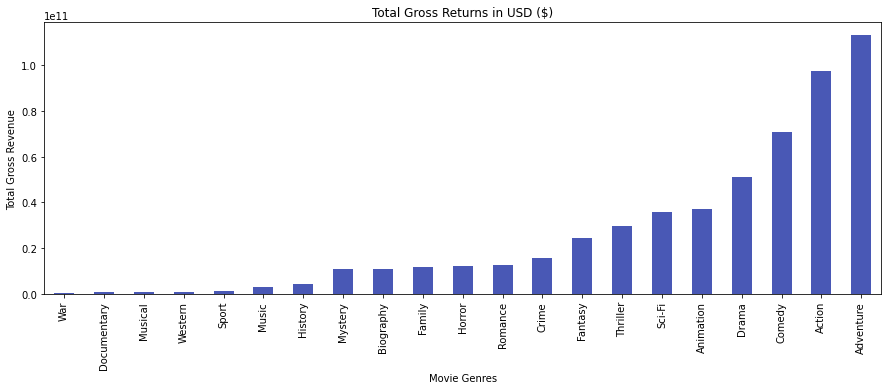 Total Gross Returns in USD ($)
1e11
Total Gross Revenue
1.0
0.8
0.6
0.4
0.2
0.0
War
Documentary
Musical
Western
Sport
Music
History
Mystery
Biography
Family
Horror
Romance
Crime
Fantasy
Thriller
Sci-Fi
Animation
Drama
Comedy
Action
Adventure
Movie Genres